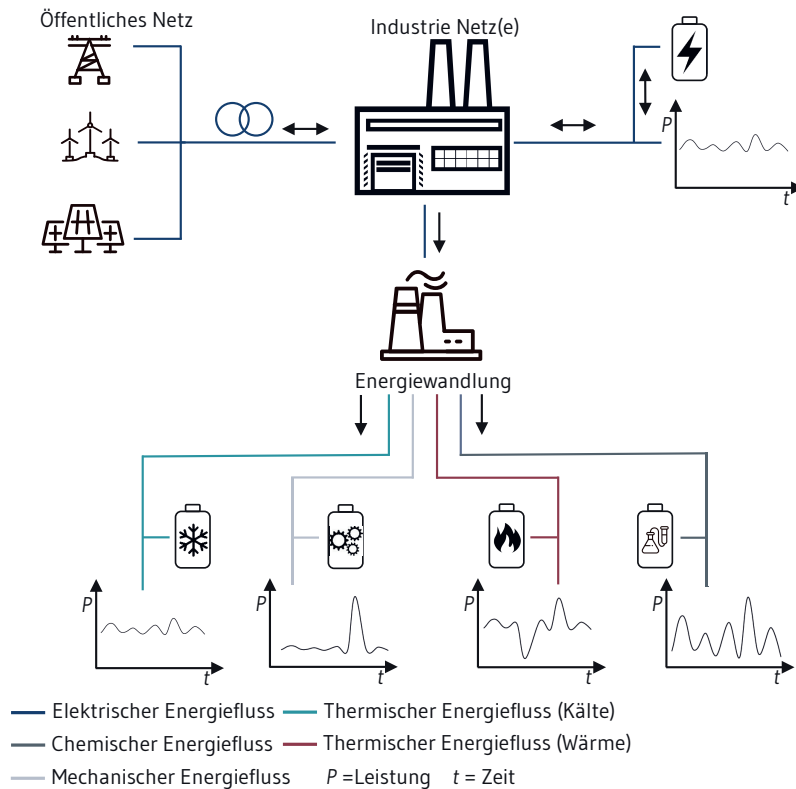 Öffentliches Netz
Industrie Netz(e)
P
t
Energiewandlung
P
t
P
t
P
t
P
t
Elektrischer Energiefluss
Thermischer Energiefluss (Kälte)
Chemischer Energiefluss
Thermischer Energiefluss (Wärme)
Mechanischer Energiefluss
P =Leistung t = Zeit